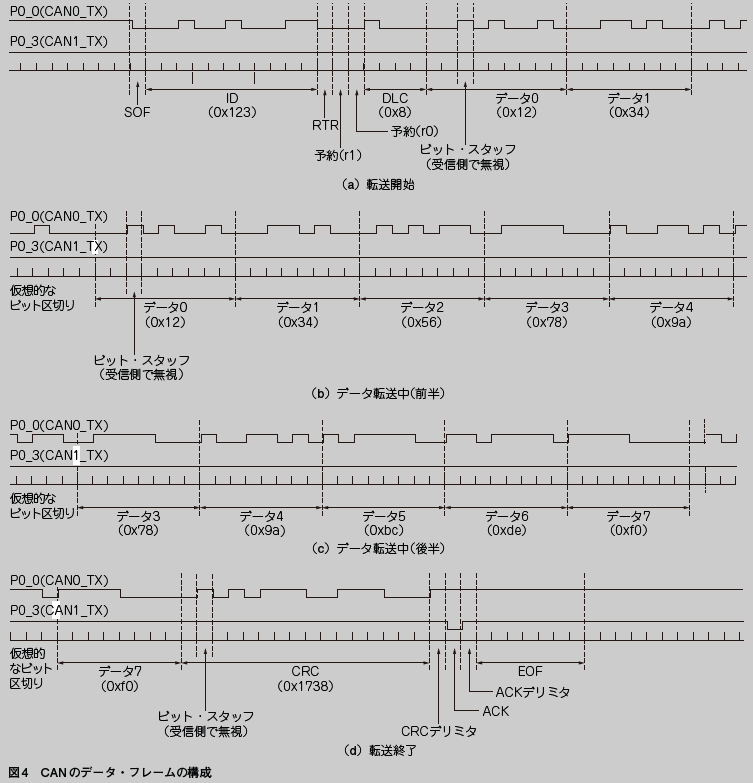 P0_0(CAN0_TX)
P0_3(CAN1_TX)
SOF
ID
(0x123)
RTR
予約(r1)
予約(r0)
DLC
(0x8)
ビット・スタッフ
(受信側で無視)
データ0
(0x12)
データ1
(0x34)
(a) 転送開始
P0_0(CAN0_TX)
P0_3(CAN1_TX)
仮想的な
ビット区切り
データ0
(0x12)
データ1
(0x34)
データ2
(0x56)
データ3
(0x78)
データ4
(0x9a)
ビット・スタッフ
(受信側で無視)
(b) データ転送中(前半)
P0_0(CAN0_TX)
P0_3(CAN1_TX)
仮想的な
ビット区切り
データ3
(0x78)
データ4
(0x9a)
データ5
(0xbc)
データ6
(0xde)
データ7
(0xf0)
(c) データ転送中(後半)
P0_0(CAN0_TX)
P0_3(CAN1_TX)
仮想的
なビット
区切り
データ7
(0xf0)
CRC
(0x1738)
EOF
ACKデリミタ
ACK
CRCデリミタ
ビット・スタッフ
(受信側で無視)
(d) 転送終了
図4 CANのデータ・フレームの構成